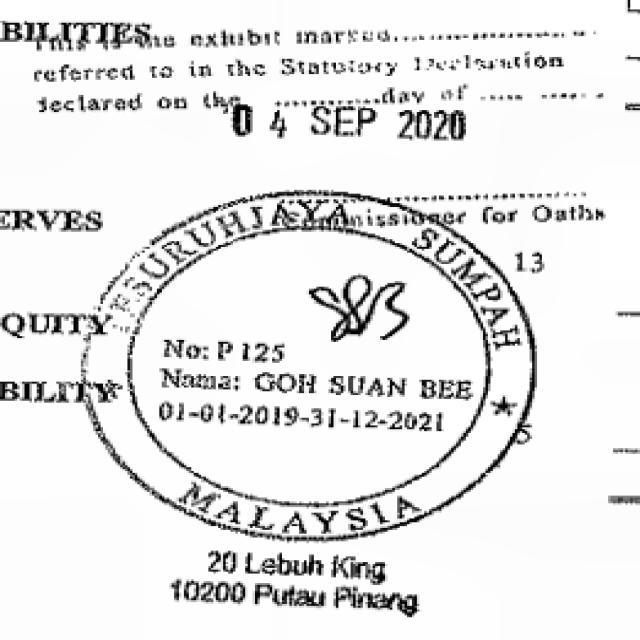 BILITIES
This is the exhibit marked
referred to in the Statutory Declaration
declared on the day of
04 SEP 2020
ERVES
Commissioner for Oaths
PESURUHJAYA SUMPAH
13
QUITY
No: P 125
Nama: GOH SUAN BEE
BILITY
01-01-2019-31-12-2021
5
MALAYSIA
20 Lebuh King
10200 Pulau Pinang